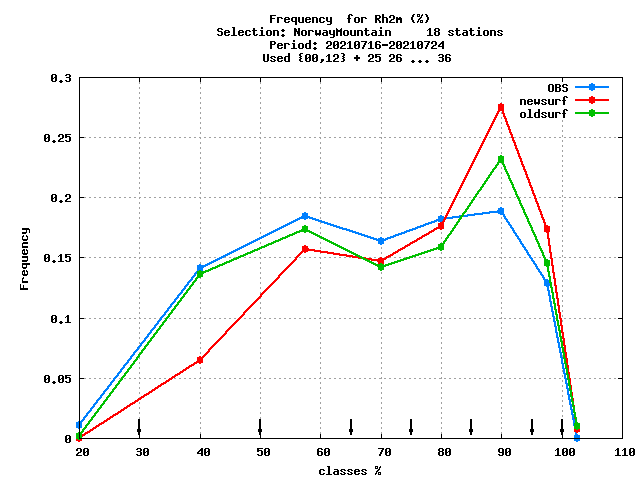 Frequency  for Rh2m (%)
Selection: NorwayMountain     18 stations
Period: 20210716-20210724
Used {00,12} + 25 26 ... 36
OBS
newsurf
oldsurf
0.3
0.25
0.2
0.15
0.1
0.05
0
Frequency
20 30 40 50 60 70 80 90 100 110
classes %